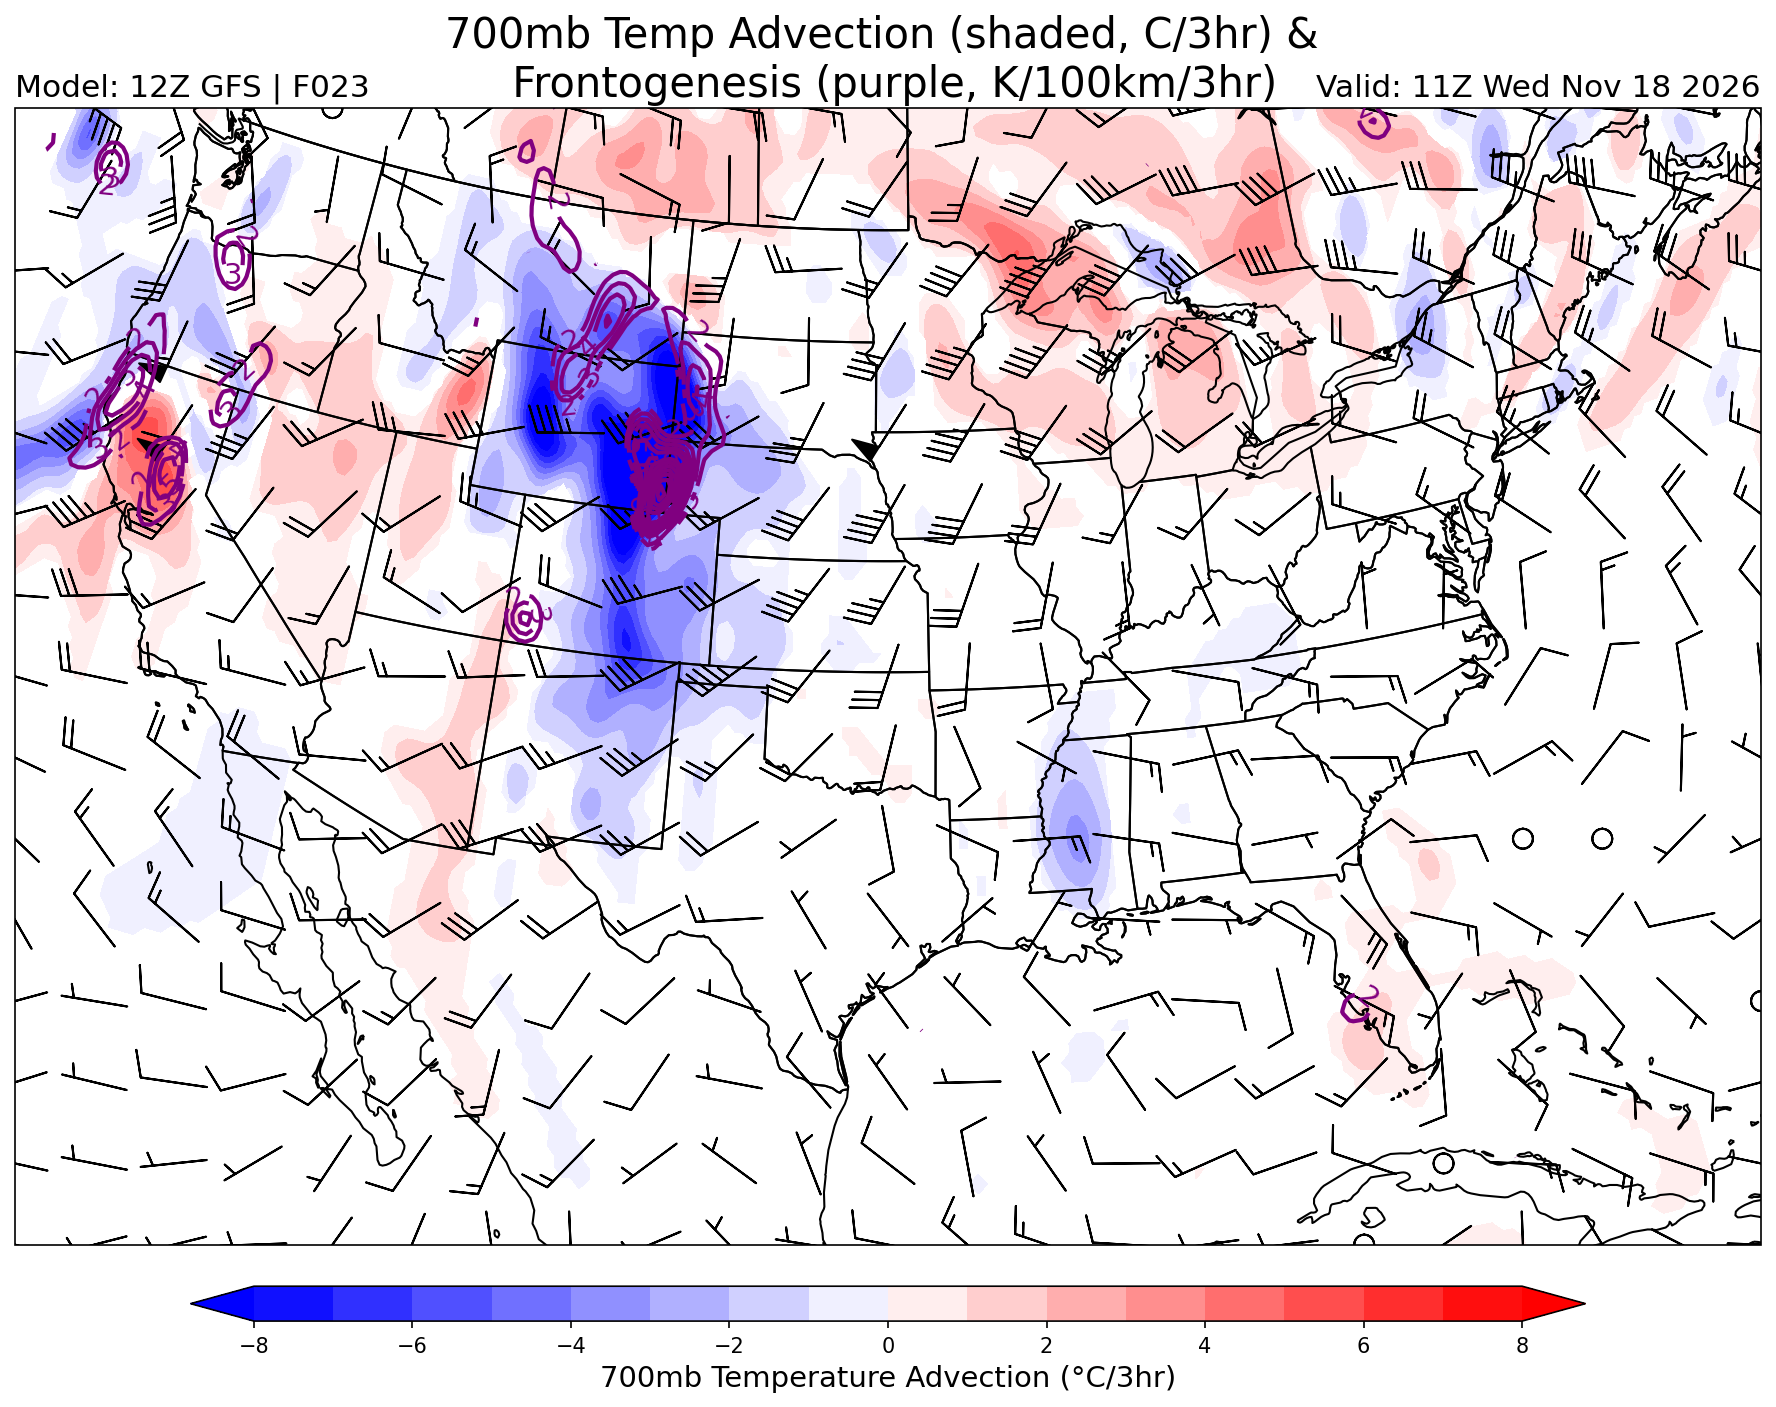 700mb Temp Advection (shaded, C/3hr) &
Model: 12Z GFS | F023
Frontogenesis (purple, K/100km/3hr)
Valid: 11Z Wed Nov 18 2026
−8 −6 −4 −2 0 2 4 6 8
700mb Temperature Advection (°C/3hr)